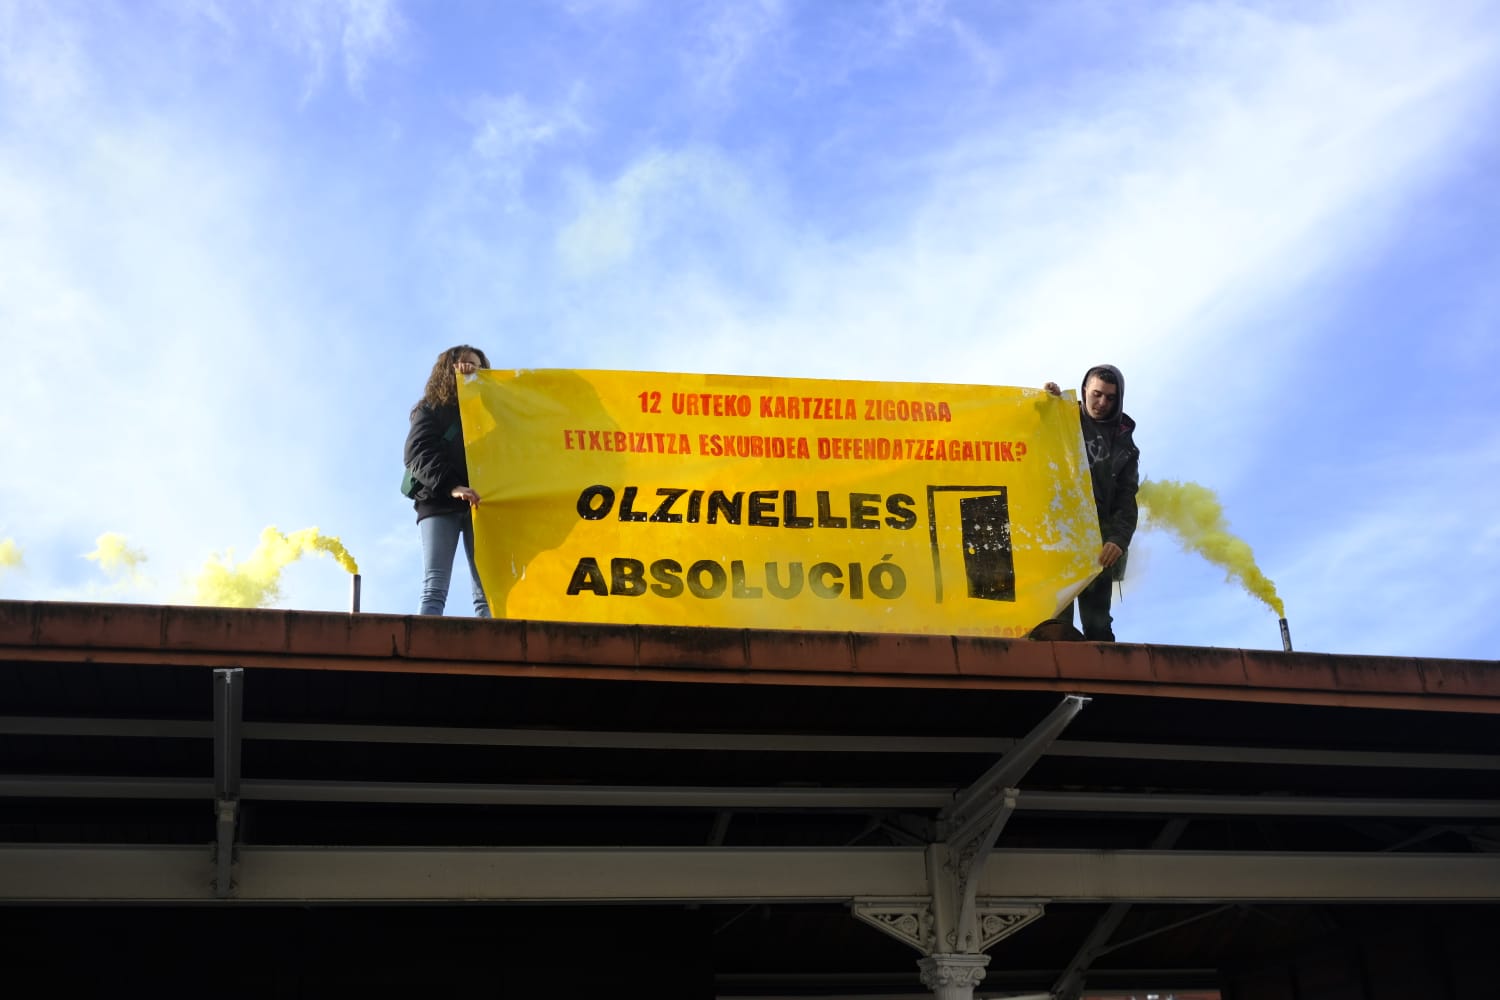 12 URTEKO KARTZELA ZIGORRA
ETXEBIZITZA ESKUBIDEA DEFENDATZEAGAITIK?
OLZINELLES
ABSOLUCIÓ